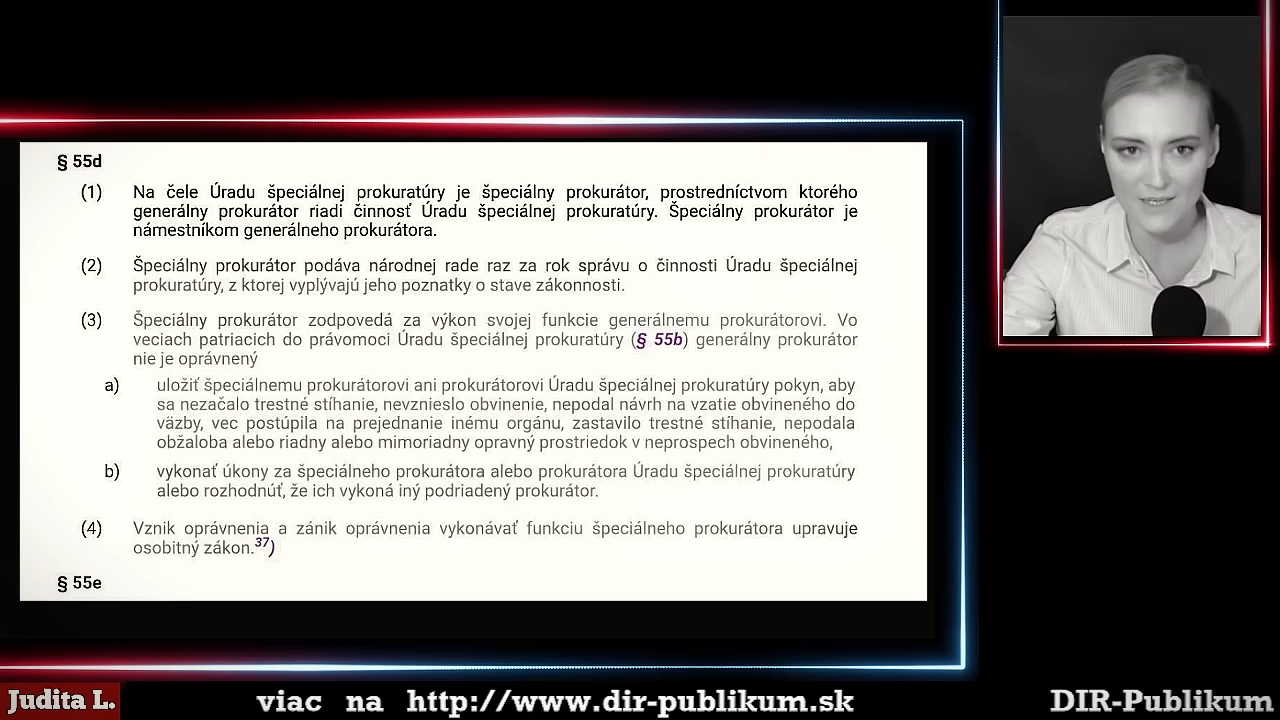 § 55d
(1) Na čele Úradu špeciálnej prokuratúry je špeciálny prokurátor, prostredníctvom ktorého
generálny prokurátor riadi činnosť Úradu špeciálnej prokuratúry. Špeciálny prokurátor je
námestníkom generálneho prokurátora.
(2) Špeciálny prokurátor podáva národnej rade raz za rok správu o činnosti Úradu špeciálnej
prokuratúry, z ktorej vyplývajú jeho poznatky o stave zákonnosti.
(3) Špeciálny prokurátor zodpovedá za výkon svojej funkcie generálnemu prokurátorovi. Vo
veciach patriacich do právomoci Úradu špeciálnej prokuratúry (§ 55b) generálny prokurátor
nie je oprávnený
a) uložiť špeciálnemu prokurátorovi ani prokurátorovi Úradu špeciálnej prokuratúry pokyn, aby
sa nezačalo trestné stíhanie, nevznieslo obvinenie, nepodal návrh na vzatie obvineného do
väzby, vec postúpila na prejednanie inému orgánu, zastavilo trestné stíhanie, nepodala
obžaloba alebo riadny alebo mimoriadny opravný prostriedok v neprospech obvineného,
b) vykonať úkony za špeciálneho prokurátora alebo prokurátora Úradu špeciálnej prokuratúry
alebo rozhodnúť, že ich vykoná iný podriadený prokurátor.
(4) Vznik oprávnenia a zánik oprávnenia vykonávať funkciu špeciálneho prokurátora upravuje
osobitný zákon.37)
§ 55e
Judita L.
viac na http://www.dir-publikum.sk
DIR-Publikum